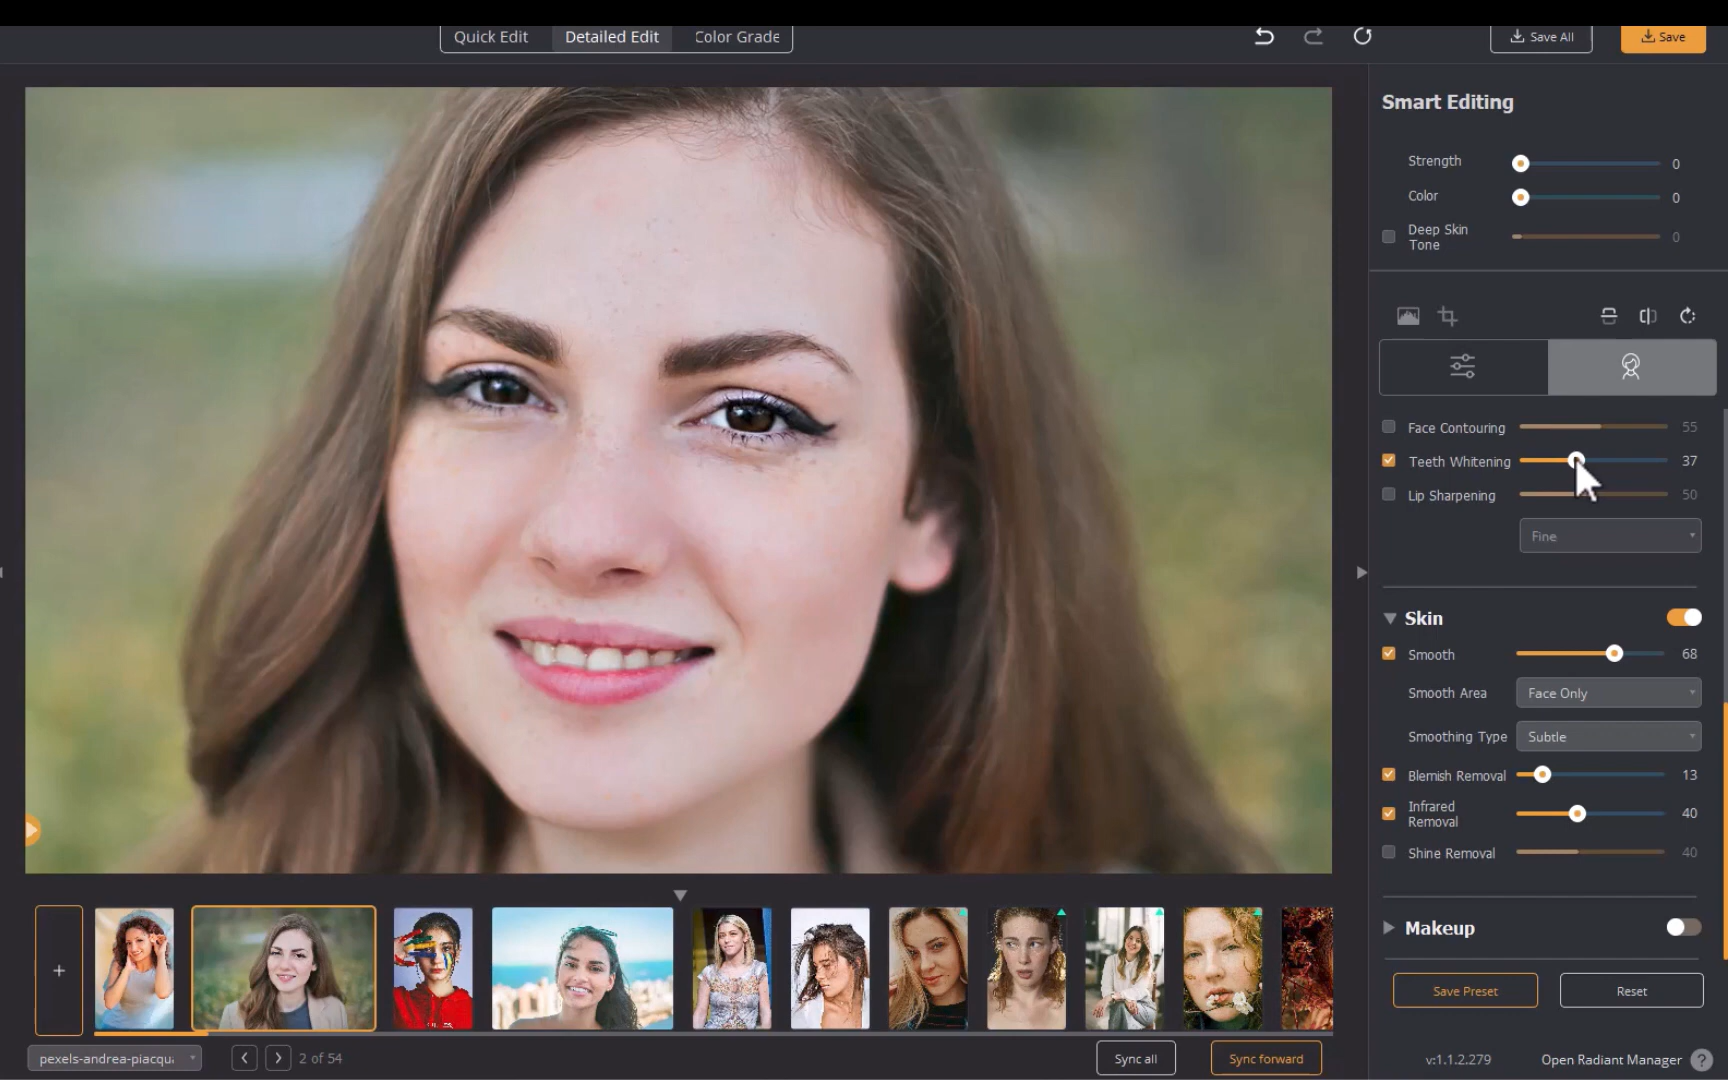 Quick Edit
Detailed Edit
Color Grade
Save All
Save
Smart Editing
Strength
0
Color
0
Deep Skin
Tone
0
Face Contouring
55
Teeth Whitening
37
Lip Sharpening
50
Fine
Skin
Smooth
68
Smooth Area
Face Only
Smoothing Type
Subtle
Blemish Removal
13
Infrared
Removal
40
Shine Removal
40
Makeup
Save Preset
Reset
pexels-andrea-piacqu
2 of 54
Sync all
Sync forward
v:1.1.2.279
Open Radiant Manager
?